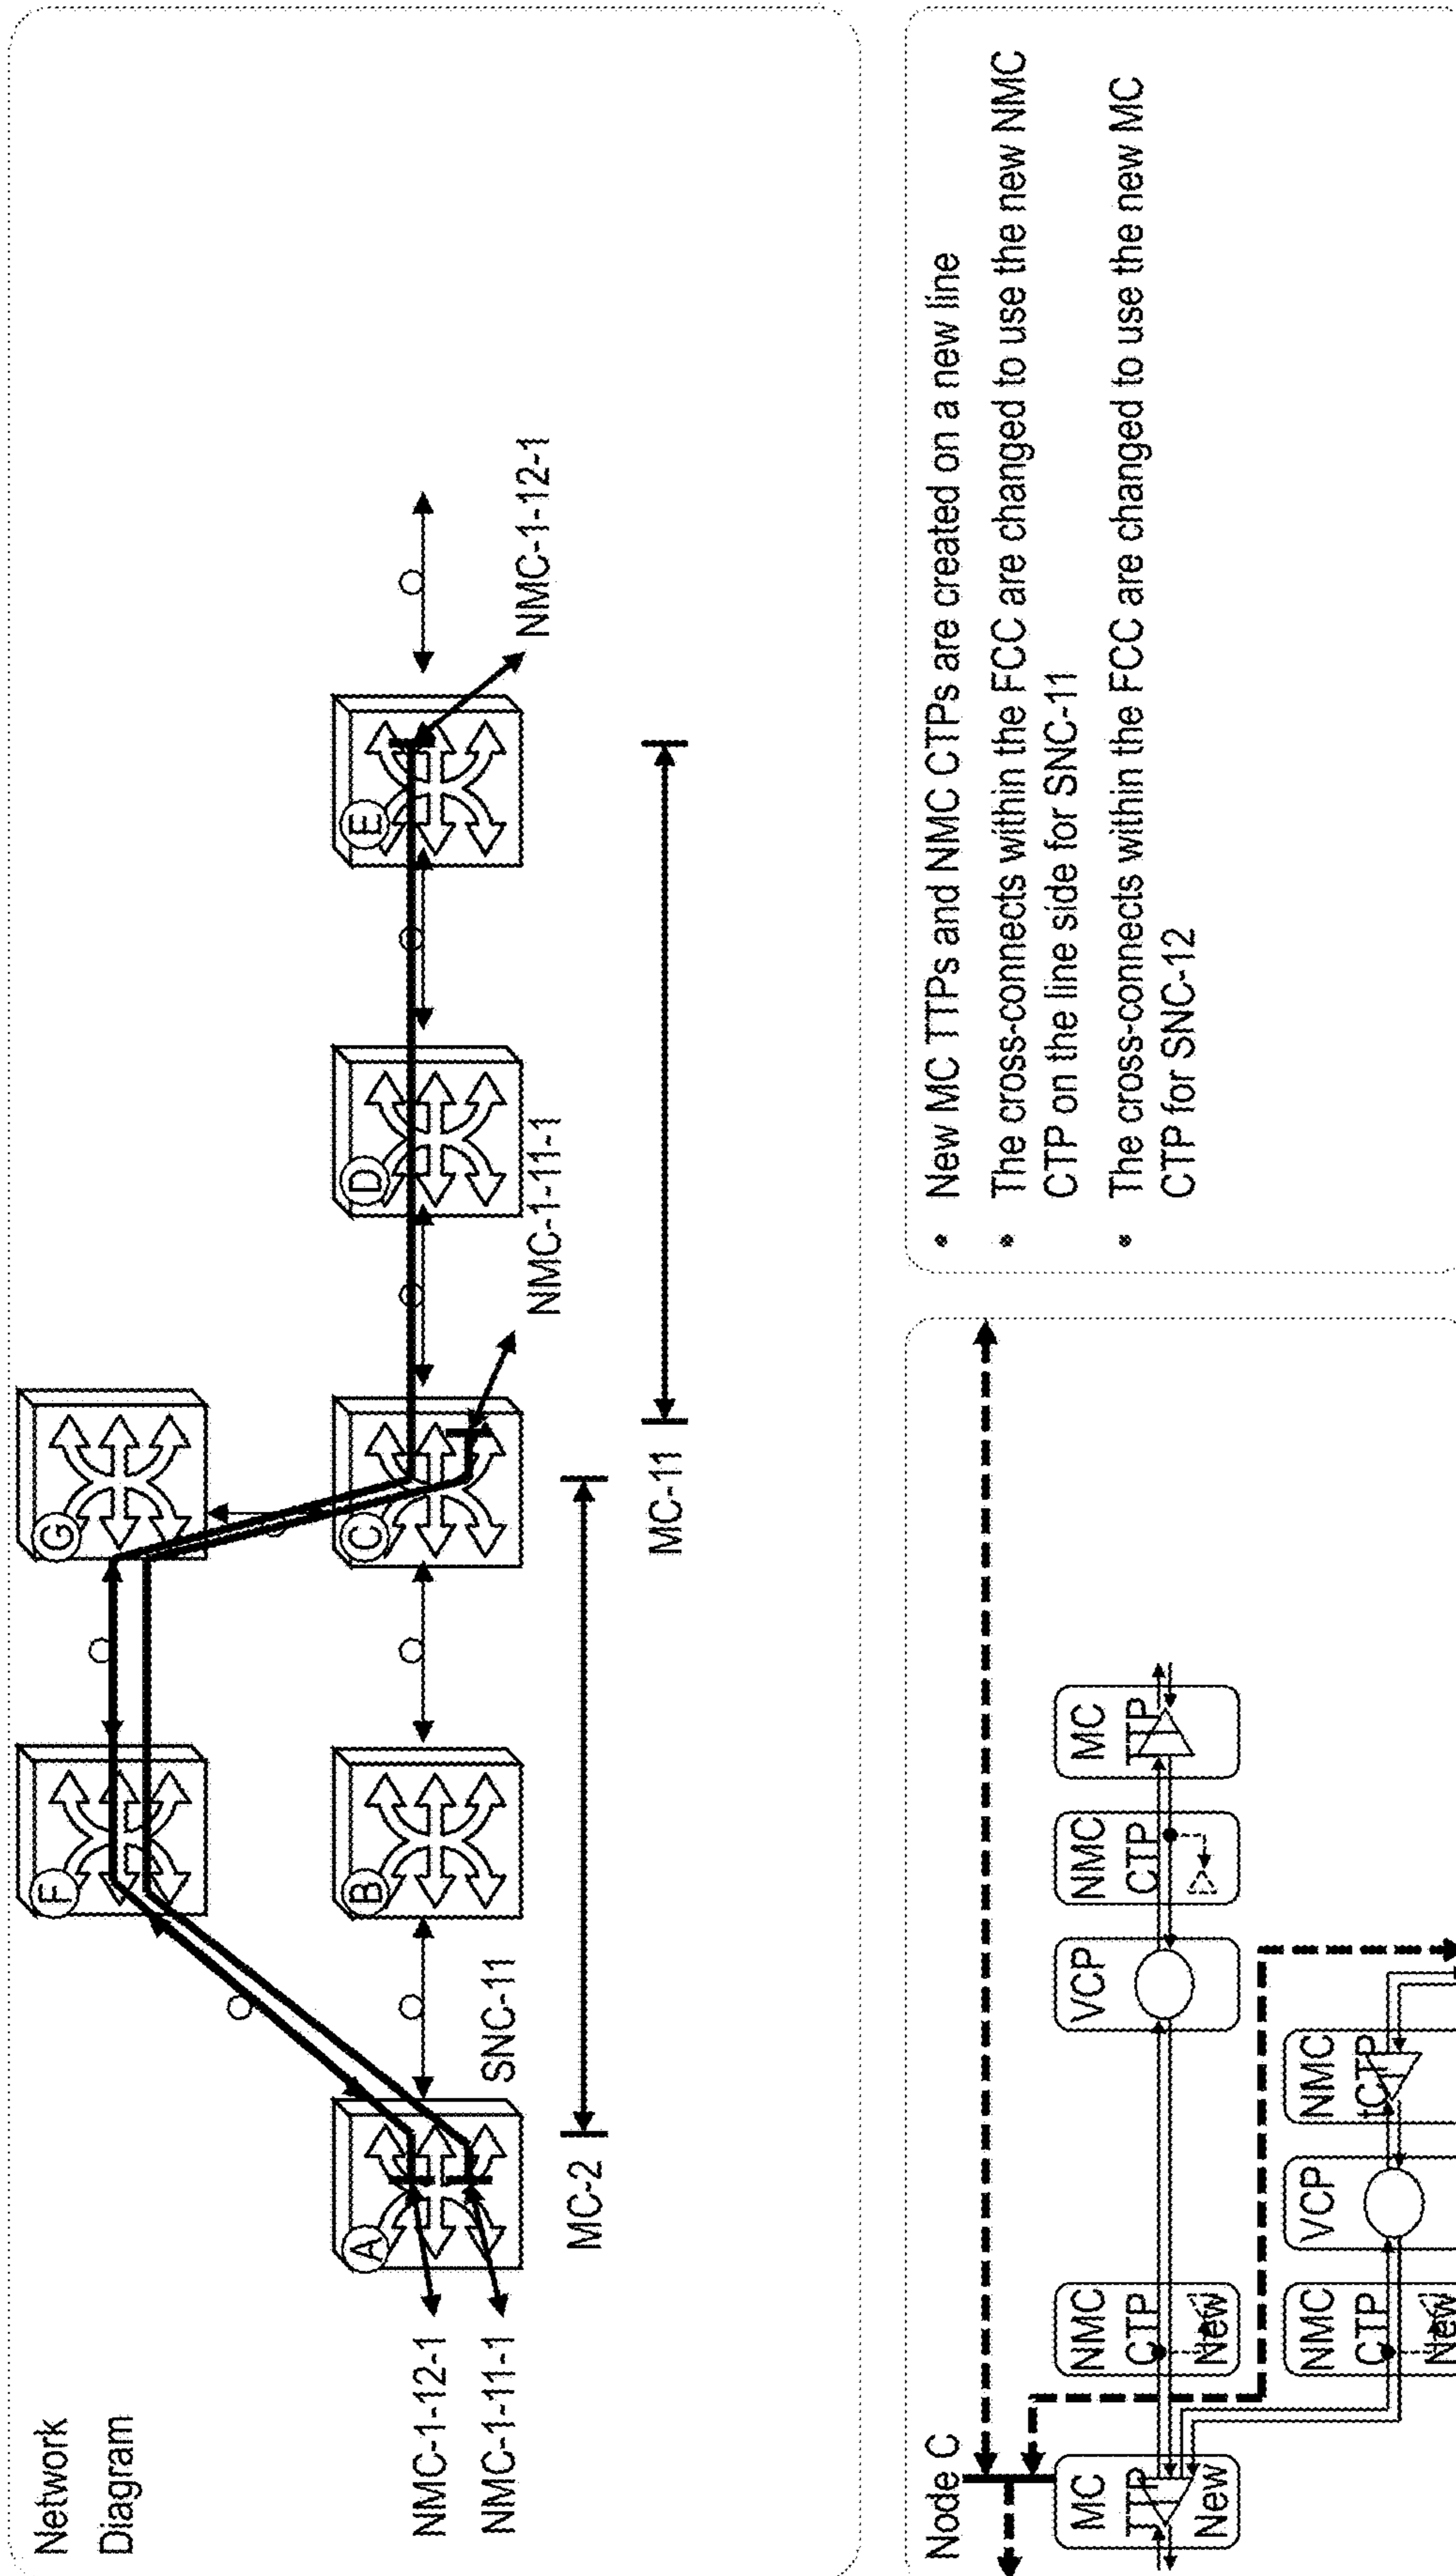 Network
Diagram
F
G
A
B
C
D
E
NMC-1-12-1
NMC-1-11-1
SNC-11
NMC-1-11-1
NMC-1-12-1
MC-2
MC-11
Node C
MC
TTP
New
NMC
CTP
New
VCP
NMC
CTP
MC
TTP
NMC
CTP
New
VCP
NMC
tCTP
• New MC TTPs and NMC CTPs are created on a new line
• The cross-connects within the FCC are changed to use the new NMC
CTP on the line side for SNC-11
• The cross-connects within the FCC are changed to use the new MC
CTP for SNC-12